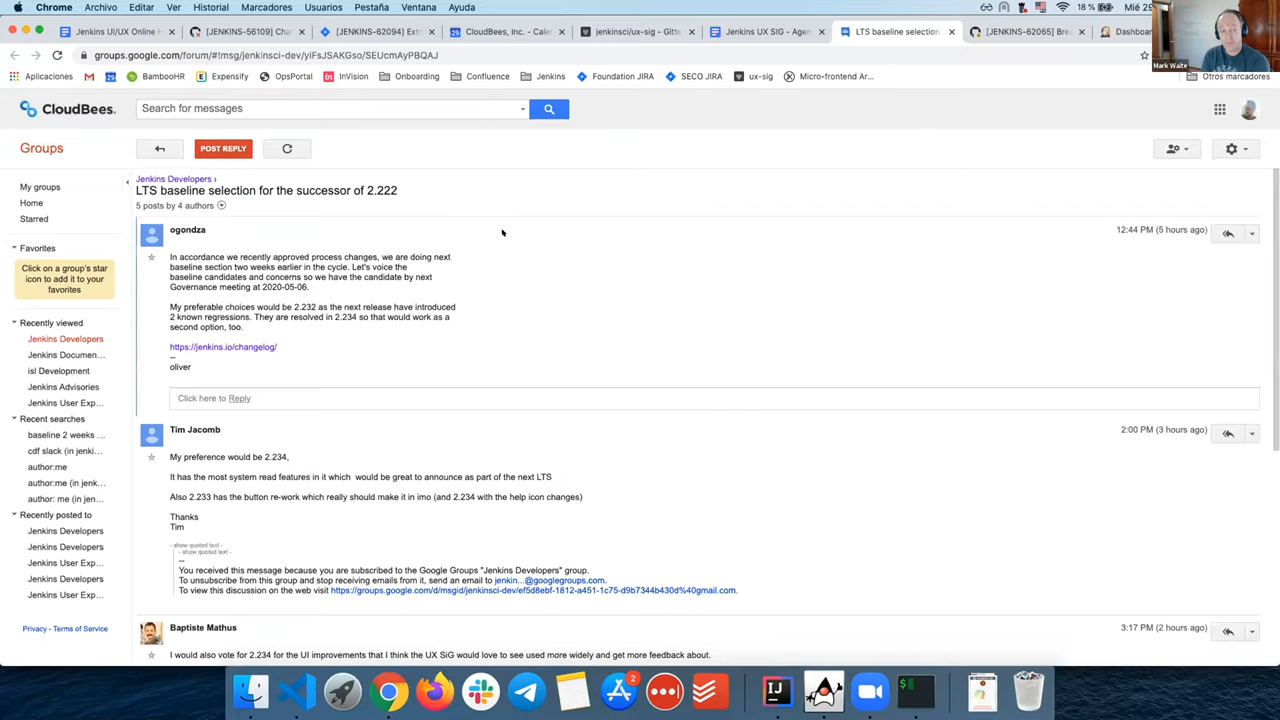 Chrome Archivo Editar Ver Historial Marcadores Usuarios Pestaña Ventana Ayuda
18 %
Mié 29
Jenkins UI/UX Online H
[JENKINS-56109] Cha
[JENKINS-62094] Extr
CloudBees, Inc. - Cale
jenkinsci/ux-sig - Gitte
Jenkins UX SIG - Agen
LTS baseline selection
[JENKINS-62065] Bre
Dashboa
groups.google.com/forum/#!msg/jenkinsci-dev/yiFsJSAKGso/SEUcmAyPBQAJ
Mark Waite
Aplicaciones
BambooHR
Expensify
OpsPortal
InVision
Onboarding
Confluence
Jenkins
Foundation JIRA
SECO JIRA
ux-sig
Micro-frontend Ar...
Otros marcadores
CloudBees.
Search for messages
Groups
POST REPLY
My groups
Home
Starred
Favorites
Click on a group's star
icon to add it to your
favorites
Recently viewed
Jenkins Developers
Jenkins Documen...
isl Development
Jenkins Advisories
Jenkins User Exp...
Recent searches
baseline 2 weeks ...
cdf slack (in jenki...
author:me
author:me (in jenk...
author: me (in jen...
Recently posted to
Jenkins Developers
Jenkins Developers
Jenkins User Exp...
Jenkins Developers
Jenkins User Exp...
Privacy - Terms of Service
Jenkins Developers ›
LTS baseline selection for the successor of 2.222
5 posts by 4 authors
ogondza
12:44 PM (5 hours ago)
In accordance we recently approved process changes, we are doing next
baseline section two weeks earlier in the cycle. Let's voice the
baseline candidates and concerns so we have the candidate by next
Governance meeting at 2020-05-06.
My preferable choices would be 2.232 as the next release have introduced
2 known regressions. They are resolved in 2.234 so that would work as a
second option, too.
https://jenkins.io/changelog/
--
oliver
Click here to Reply
Tim Jacomb
2:00 PM (3 hours ago)
My preference would be 2.234,
It has the most system read features in it which would be great to announce as part of the next LTS
Also 2.233 has the button re-work which really should make it in imo (and 2.234 with the help icon changes)
Thanks
Tim
- show quoted text -
- show quoted text -
--
You received this message because you are subscribed to the Google Groups "Jenkins Developers" group.
To unsubscribe from this group and stop receiving emails from it, send an email to jenkin...@googlegroups.com.
To view this discussion on the web visit https://groups.google.com/d/msgid/jenkinsci-dev/ef5d8ebf-1812-a451-1c75-d9b7344b430d%40gmail.com.
Baptiste Mathus
3:17 PM (2 hours ago)
I would also vote for 2.234 for the UI improvements that I think the UX SiG would love to see used more widely and get more feedback about.
2